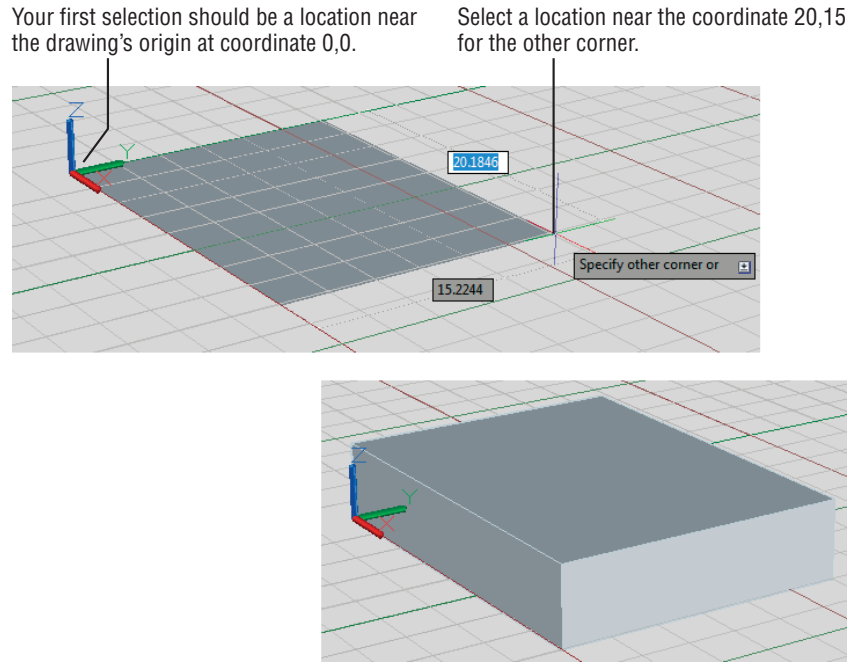 Your first selection should be a location near
the drawing's origin at coordinate 0,0.
Select a location near the coordinate 20,15
for the other corner.
Z
Y
X
20.1846
Specify other corner or
15.2244
Z
Y
X